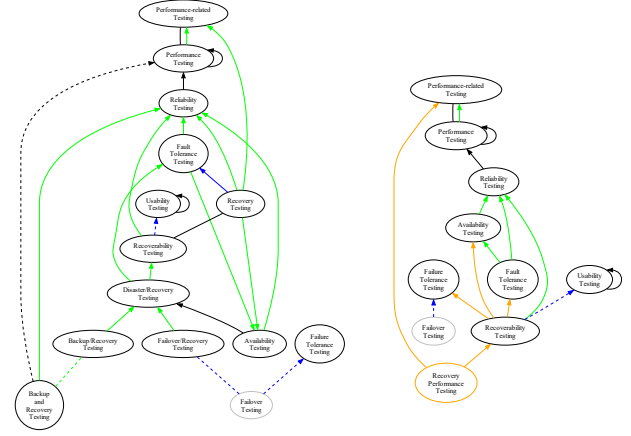 Performance-related
Testing
Performance
Testing
Reliability
Testing
Fault
Tolerance
Testing
Usability
Testing
Recovery
Testing
Recoverability
Testing
Disaster/Recovery
Testing
Backup/Recovery
Testing
Failover/Recovery
Testing
Availability
Testing
Failure
Tolerance
Testing
Backup
and
Recovery
Testing
Failover
Testing
Performance-related
Testing
Performance
Testing
Reliability
Testing
Availability
Testing
Failure
Tolerance
Testing
Fault
Tolerance
Testing
Usability
Testing
Failover
Testing
Recoverability
Testing
Recovery
Performance
Testing